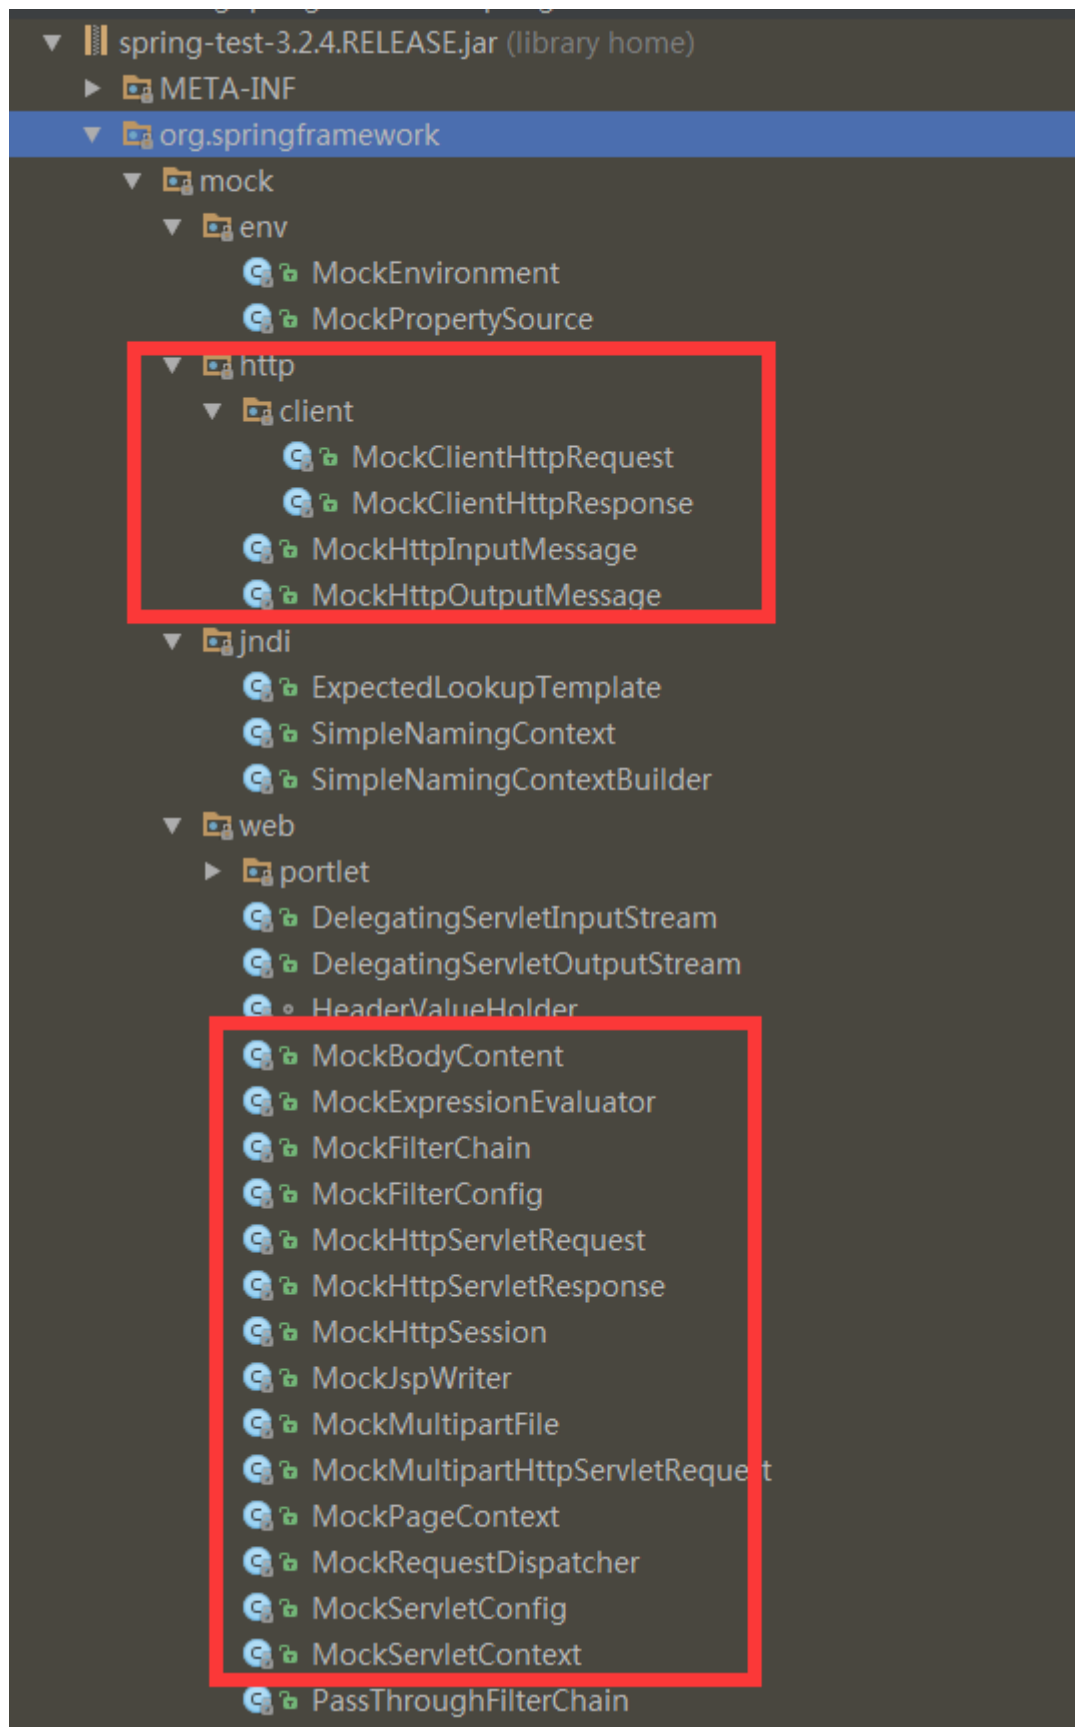 spring-test-3.2.4.RELEASE.jar (library home)
META-INF
org.springframework
mock
env
MockEnvironment
MockPropertySource
http
client
MockClientHttpRequest
MockClientHttpResponse
MockHttpInputMessage
MockHttpOutputMessage
jndi
ExpectedLookupTemplate
SimpleNamingContext
SimpleNamingContextBuilder
web
portlet
DelegatingServletInputStream
DelegatingServletOutputStream
HeaderValueHolder
MockBodyContent
MockExpressionEvaluator
MockFilterChain
MockFilterConfig
MockHttpServletRequest
MockHttpServletResponse
MockHttpSession
MockJspWriter
MockMultipartFile
MockMultipartHttpServletRequest
MockPageContext
MockRequestDispatcher
MockServletConfig
MockServletContext
PassThroughFilterChain